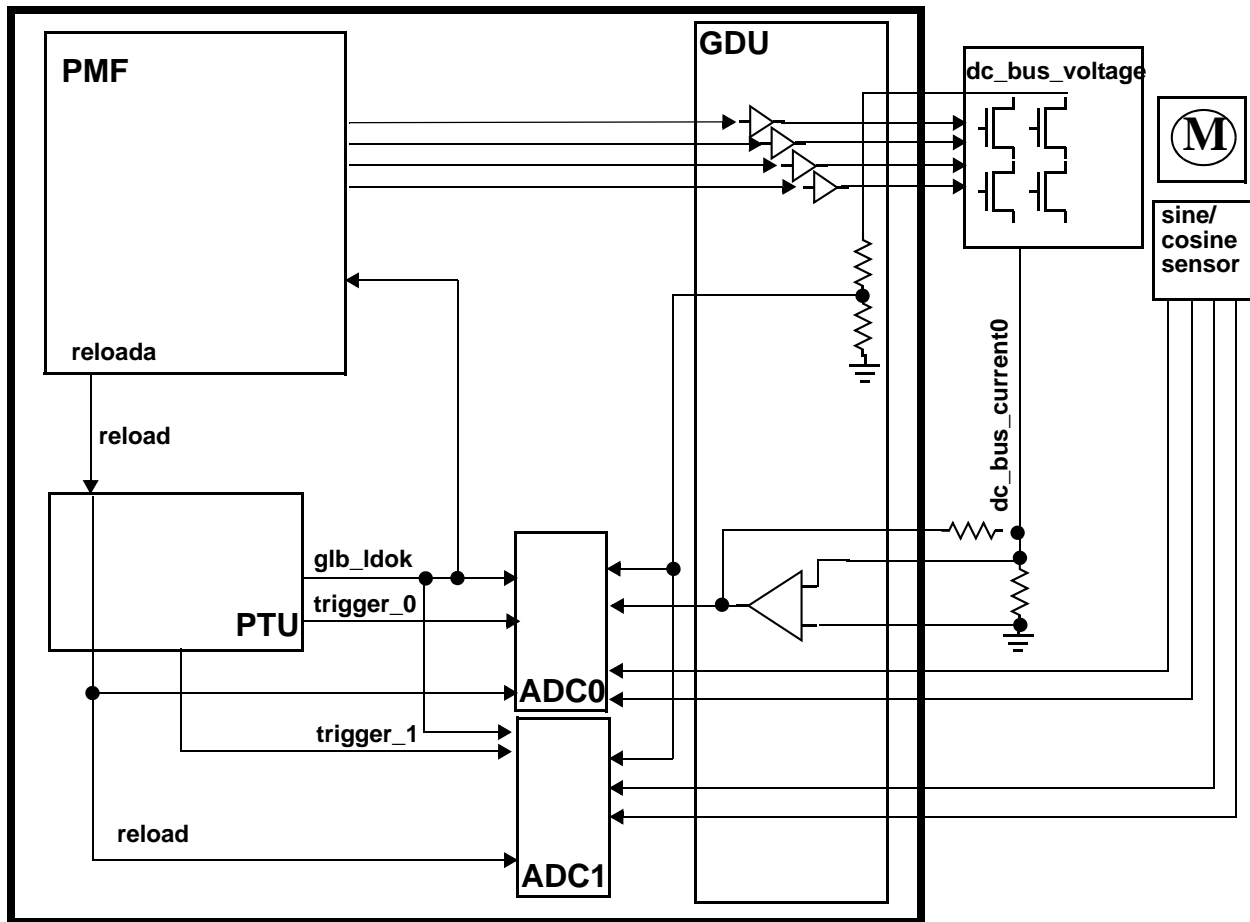 PMF
GDU
dc_bus_voltage
M
sine/
cosine
sensor
reloada
reload
dc_bus_current0
glb_ldok
trigger_0
PTU
ADC0
trigger_1
reload
ADC1